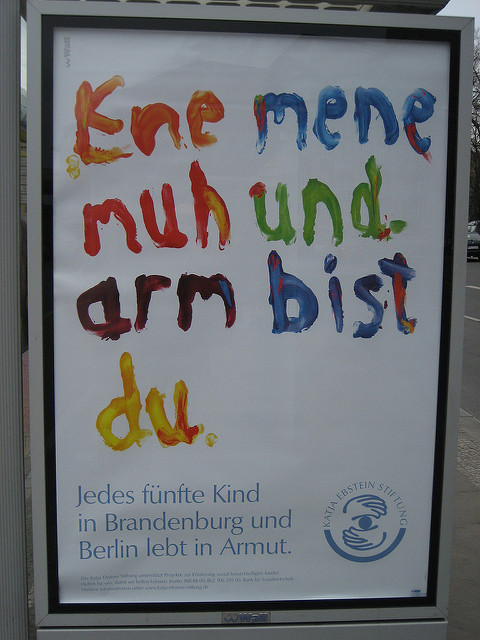 Ene mene
muh und
arm bist
du.
Jedes fünfte Kind
in Brandenburg und
Berlin lebt in Armut.
KATJA EBSTEIN STIFTUNG
Wall